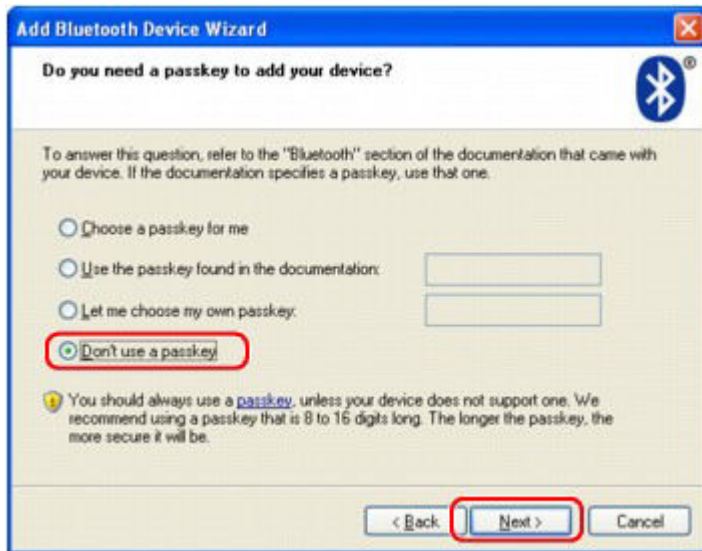 Add Bluetooth Device Wizard
Do you need a passkey to add your device?
®
To answer this question, refer to the "Bluetooth" section of the documentation that came with
your device. If the documentation specifies a passkey, use that one.
Choose a passkey for me
Use the passkey found in the documentation:
Let me choose my own passkey:
Don't use a passkey
You should always use a passkey, unless your device does not support one. We
recommend using a passkey that is 8 to 16 digits long. The longer the passkey, the
more secure it will be.
< Back Next > Cancel